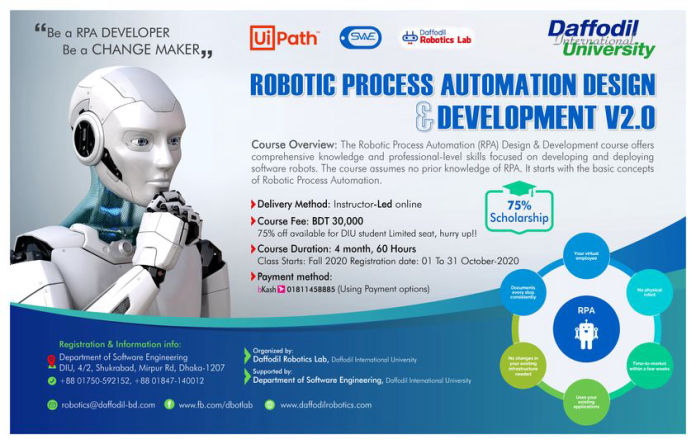 “Be a RPA DEVELOPER
Be a CHANGE MAKER„
UiPath
SWE
Daffodil
Robotics Lab
Daffodil
International
University
ROBOTIC PROCESS AUTOMATION DESIGN
& DEVELOPMENT V2.0
Course Overview: The Robotic Process Automation (RPA) Design & Development course offers
comprehensive knowledge and professional-level skills focused on developing and deploying
software robots. The course assumes no prior knowledge of RPA. It starts with the basic concepts
of Robotic Process Automation.
Delivery Method: Instructor-Led online
Course Fee: BDT 30,000
75% off available for DIU student Limited seat, hurry up!!
Course Duration: 4 month, 60 Hours
Class Starts: Fall 2020 Registration date: 01 To 31 October-2020
Payment method:
bKash 01811458885 (Using Payment options)
75%
Scholarship
Your virtual
employee
Documents
every step
consistently
No physical
robot
RPA
No changes in
your existing
infrastructure
needed
Time-to-market
within a few weeks
Uses your
existing
applications
Registration & Information info:
Department of Software Engineering
DIU, 4/2, Shukrabad, Mirpur Rd, Dhaka-1207
+88 01750-592152, +88 01847-140012
Organized by:
Daffodil Robotics Lab, Daffodil International University
Supported by:
Department of Software Engineering, Daffodil International University
robotics@daffodil-bd.com
www.fb.com/dbotlab
www.daffodilrobotics.com